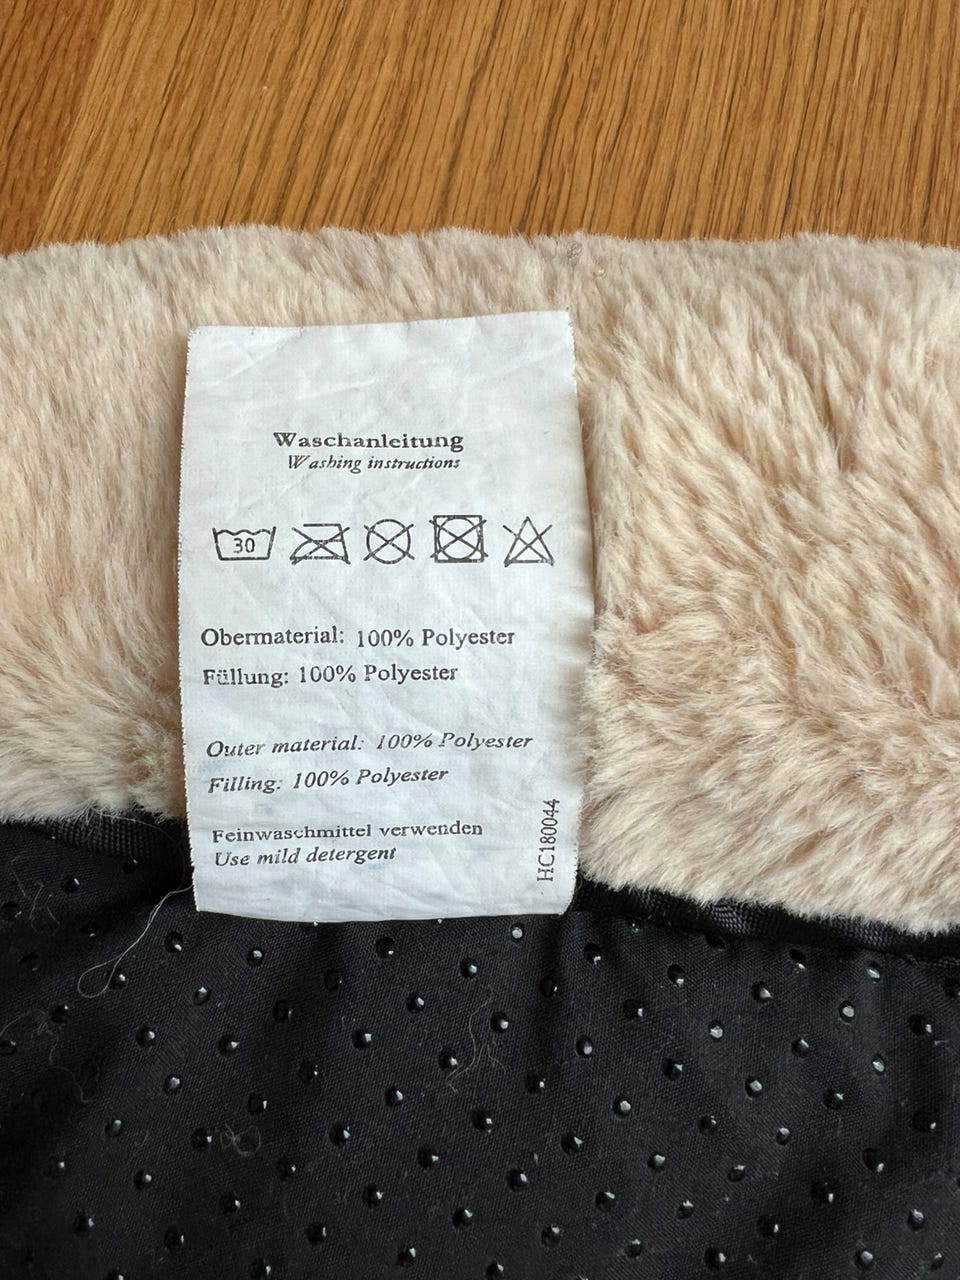 Waschanleitung
Washing instructions
30
Obermaterial: 100% Polyester
Füllung: 100% Polyester
Outer material: 100% Polyester
Filling: 100% Polyester
Feinwaschmittel verwenden
Use mild detergent
HC180044